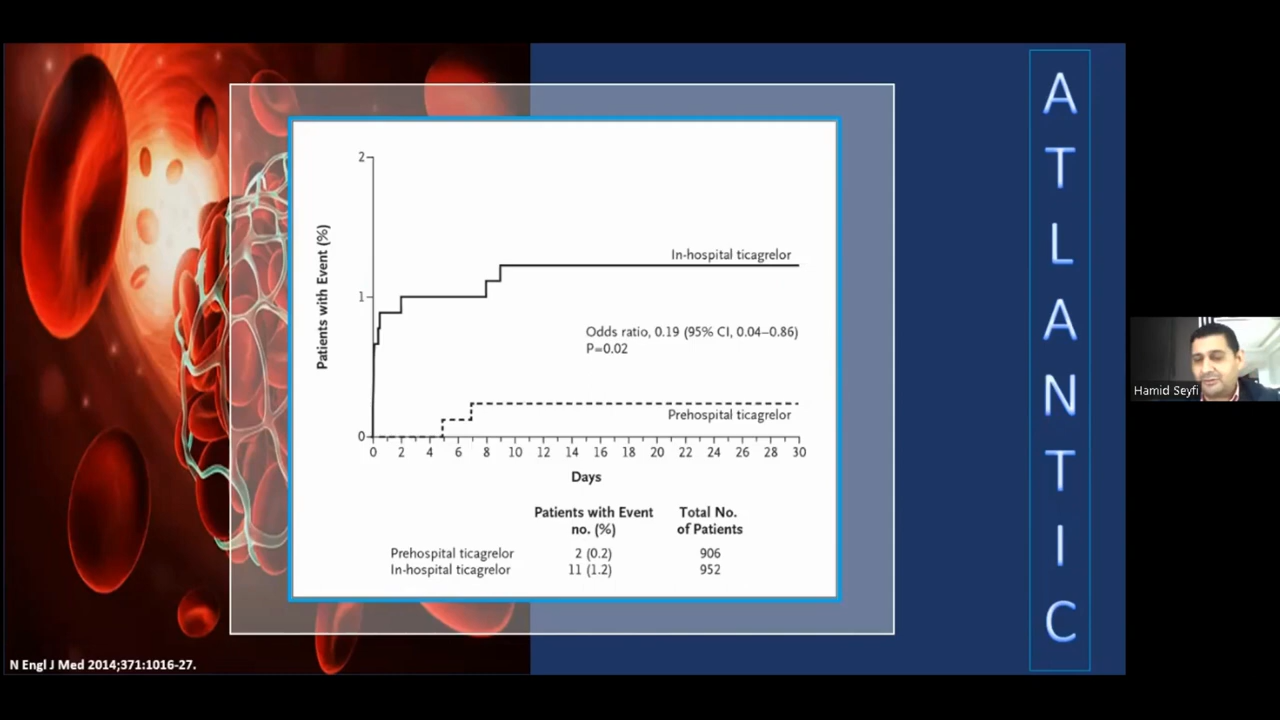 2
1
0
Patients with Event (%)
In-hospital ticagrelor
Odds ratio, 0.19 (95% CI, 0.04–0.86)
P=0.02
Prehospital ticagrelor
0 2 4 6 8 10 12 14 16 18 20 22 24 26 28 30
Days
Patients with Event Total No.
no. (%) of Patients
Prehospital ticagrelor 2 (0.2) 906
In-hospital ticagrelor 11 (1.2) 952
ATLANTIC
Hamid Seyfi
N Engl J Med 2014;371:1016-27.